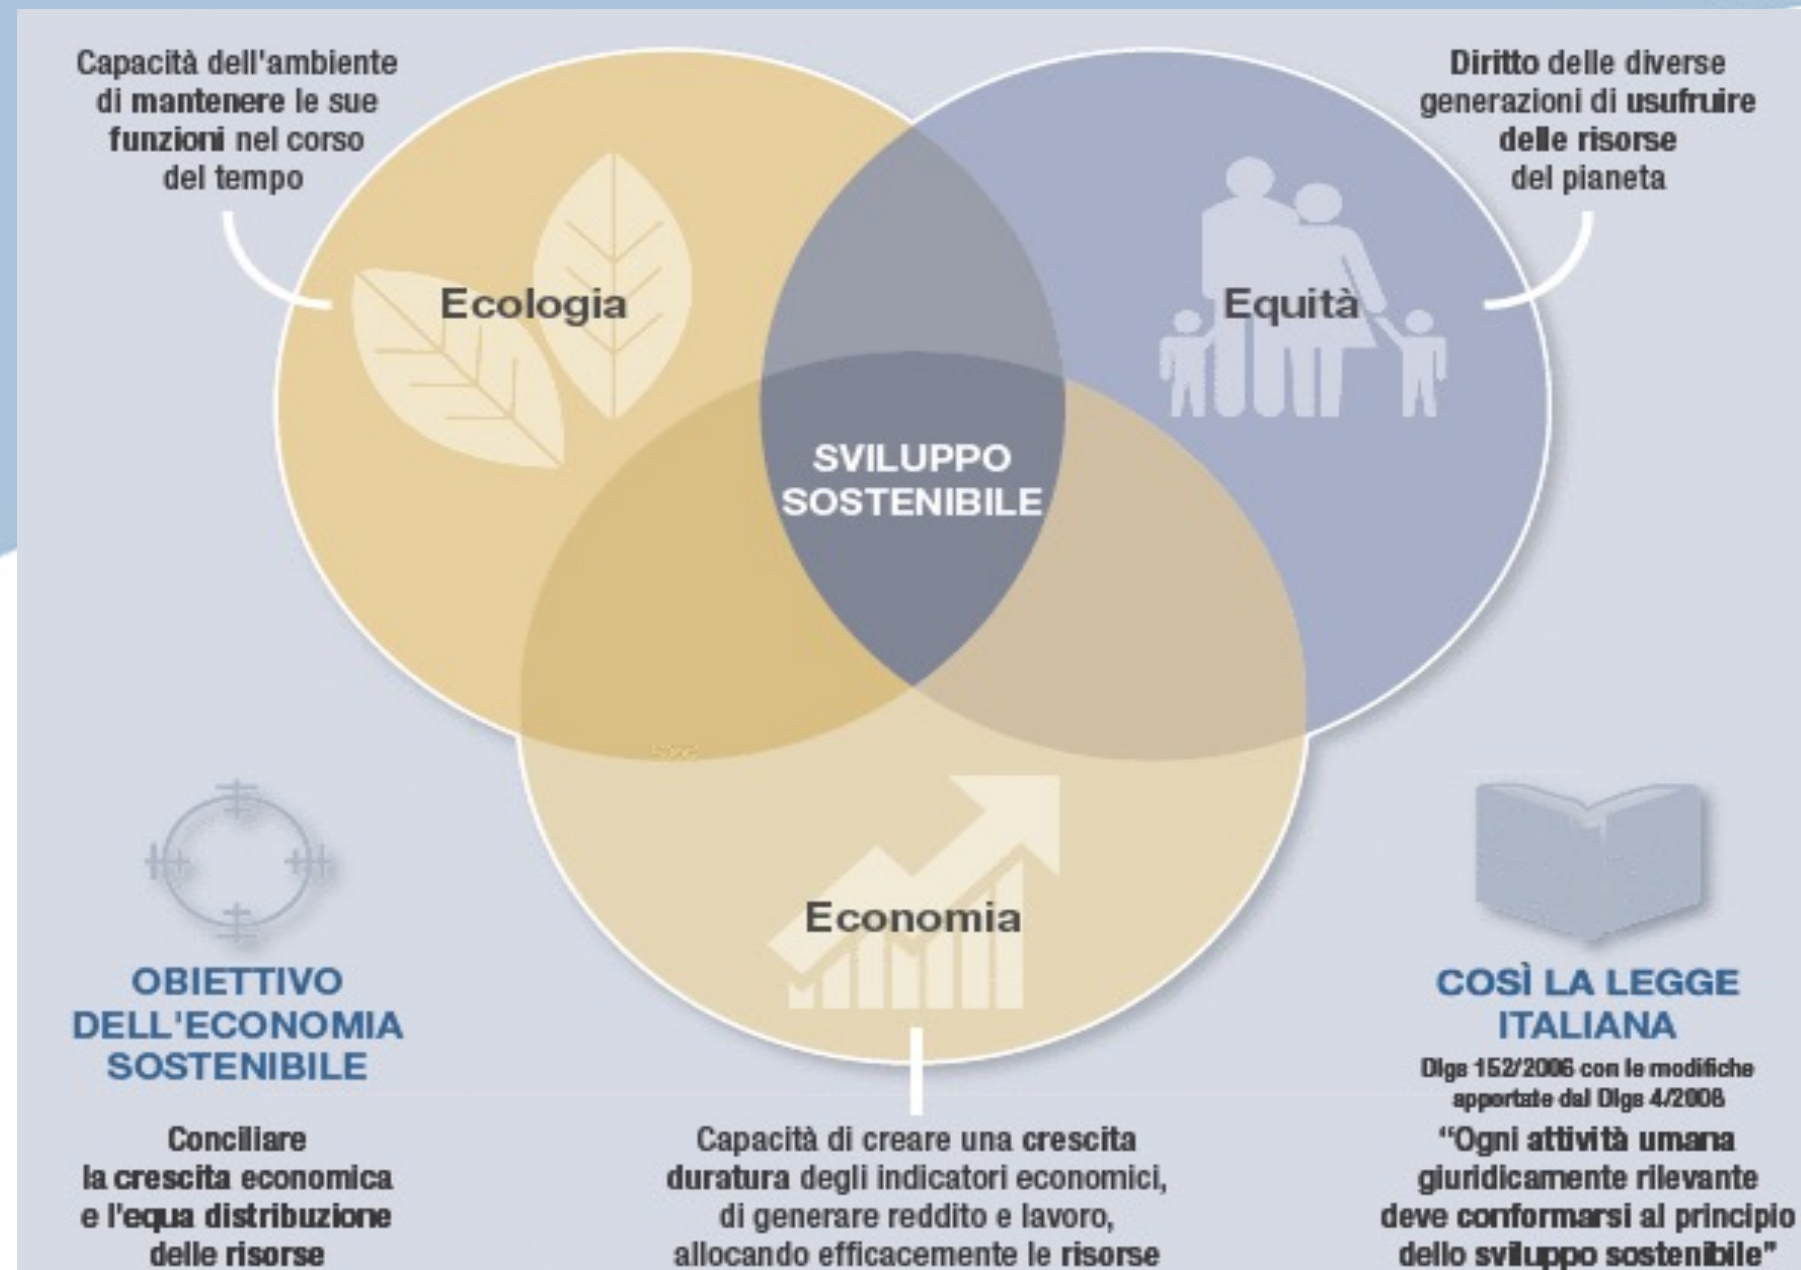 Capacità dell'ambiente
di mantenere le sue
funzioni nel corso
del tempo
Diritto delle diverse
generazioni di usufruire
delle risorse
del pianeta
Ecologia
Equità
SVILUPPO
SOSTENIBILE
Economia
OBIETTIVO
DELL'ECONOMIA
SOSTENIBILE
Conciliare
la crescita economica
e l'equa distribuzione
delle risorse
Capacità di creare una crescita
duratura degli indicatori economici,
di generare reddito e lavoro,
allocando efficacemente le risorse
COSÌ LA LEGGE
ITALIANA
Dlgs 152/2006 con le modifiche
apportate dal Dlgs 4/2008
“Ogni attività umana
giuridicamente rilevante
deve conformarsi al principio
dello sviluppo sostenibile”